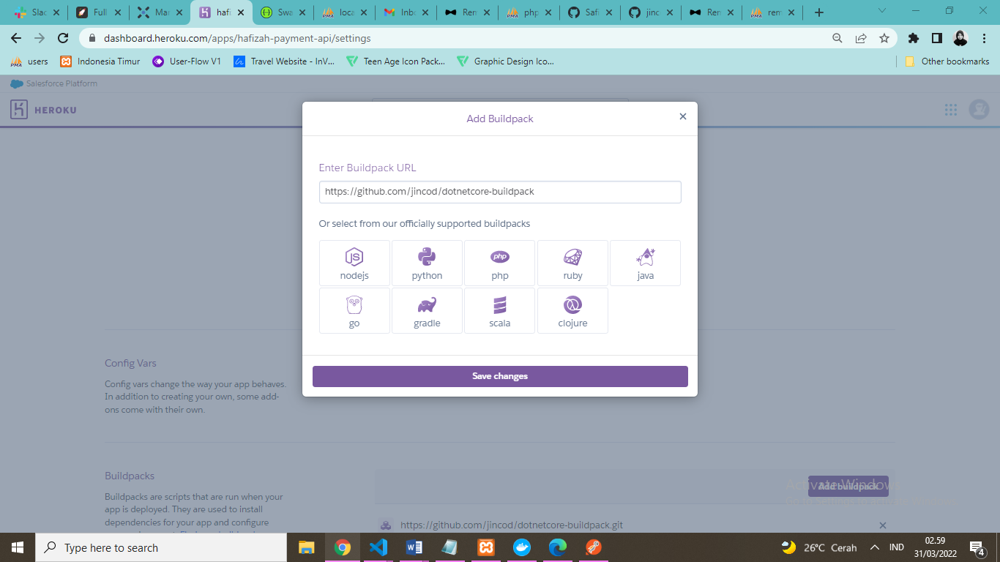 Slac
Full
Mar
hafi
Swa
loca
Inbo
Rem
php
Safi
jinc
Ren
rem
dashboard.heroku.com/apps/hafizah-payment-api/settings
users
Indonesia Timur
User-Flow V1
Travel Website - InV...
Teen Age Icon Pack...
Graphic Design Ico...
Other bookmarks
Salesforce Platform
HEROKU
Add Buildpack
Enter Buildpack URL
https://github.com/jincod/dotnetcore-buildpack
Or select from our officially supported buildpacks
nodejs
python
php
ruby
java
go
gradle
scala
clojure
Save changes
Config Vars
Config vars change the way your app behaves.
In addition to creating your own, some add-
ons come with their own.
Buildpacks
Buildpacks are scripts that are run when your
app is deployed. They are used to install
dependencies for your app and configure
Add buildpack
Activate Windows
https://github.com/jincod/dotnetcore-buildpack.git
Type here to search
26°C Cerah
IND
02.59
31/03/2022
4